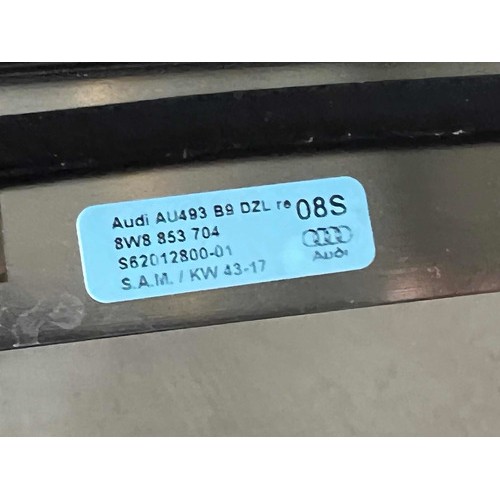 Audi AU493 B9 DZL re 08S
8W8 853 704
S62012800-01
S.A.M. / KW 43-17
Audi